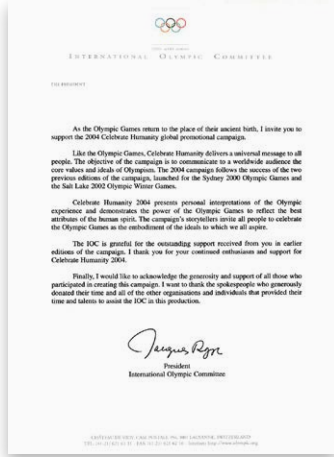 INTERNATIONAL OLYMPIC COMMITTEE
THE PRESIDENT
As the Olympic Games return to the place of their ancient birth, I invite you to
support the 2004 Celebrate Humanity global promotional campaign.
Like the Olympic Games, Celebrate Humanity delivers a universal message to all
people. The objective of the campaign is to communicate to a worldwide audience the
core values and ideals of Olympism. The 2004 campaign follows the success of the two
previous editions of the campaign, launched for the Sydney 2000 Olympic Games and
the Salt Lake 2002 Olympic Winter Games.
Celebrate Humanity 2004 presents personal interpretations of the Olympic
experience and demonstrates the power of the Olympic Games to reflect the best
attributes of the human spirit. The campaign's storytellers invite all people to celebrate
the Olympic Games as the embodiment of the ideals to which we all aspire.
The IOC is grateful for the outstanding support received from you in earlier
editions of the campaign. I thank you for your continued enthusiasm and support for
Celebrate Humanity 2004.
Finally, I would like to acknowledge the generosity and support of all those who
participated in creating this campaign. I want to thank the spokespeople who generously
donated their time and all of the other organisations and individuals that provided their
time and talents to assist the IOC in this production.
Jacques Rogge
President
International Olympic Committee